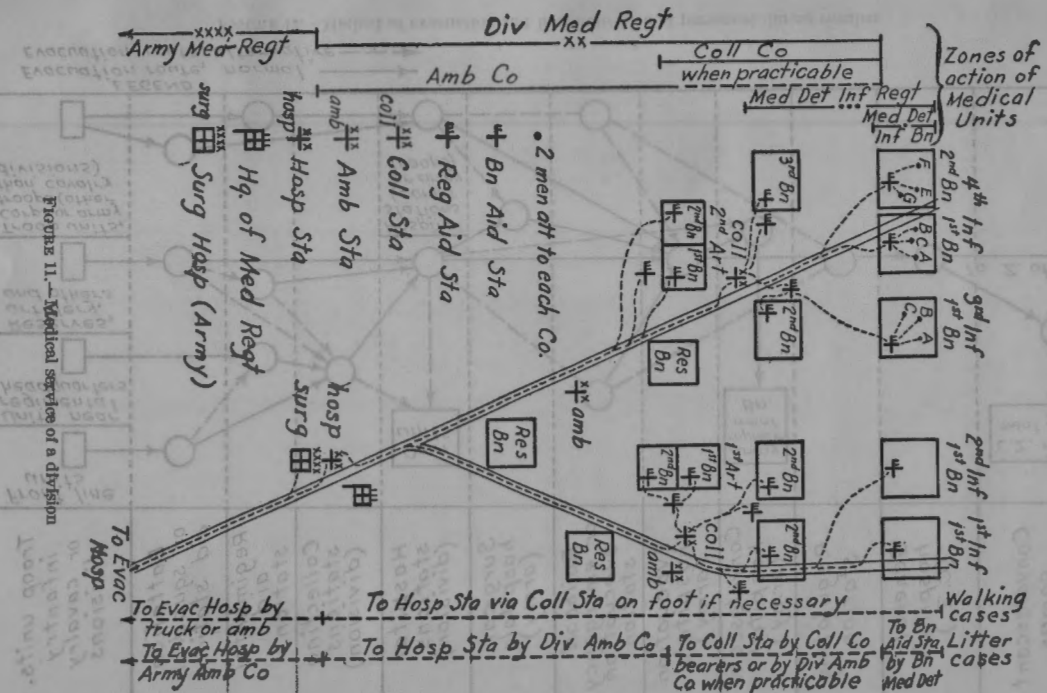 Div Med Regt
xxxx
Army Med Regt
xx
Coll Co
when practicable
Amb Co
Med Det Inf Regt
Med Det
Inf Bn
Zones of
action of
Medical
Units
• 2 men att to each Co.
Bn Aid Sta
Reg Aid Sta
coll
Coll Sta
amb
Amb Sta
hosp
Hosp Sta
Hq. of Med Regt
surg
Surg Hosp (Army)
4th Inf
2nd Bn
1st Bn
F
E
G
B
C
A
3rd Inf
1st Bn
B
C
A
3rd Bn
2nd Bn
coll
2nd Art
2nd Bn
1st Bn
Res
Bn
amb
Res
Bn
hosp
surg
Res
Bn
amb
1st Art
2nd Bn
1st Bn
coll
2nd Bn
2nd Bn
2nd Inf
1st Bn
1st Inf
1st Bn
To Evac
Hosp
To Evac Hosp by
truck or amb
To Hosp Sta via Coll Sta on foot if necessary
Walking
cases
To Evac Hosp by
Army Amb Co
To Hosp Sta by Div Amb Co
To Coll Sta by Coll Co
bearers or by Div Amb
Co when practicable
To Bn
Aid Sta
by Bn
Med Det
Litter
cases
FIGURE 11.—Medical service of a division